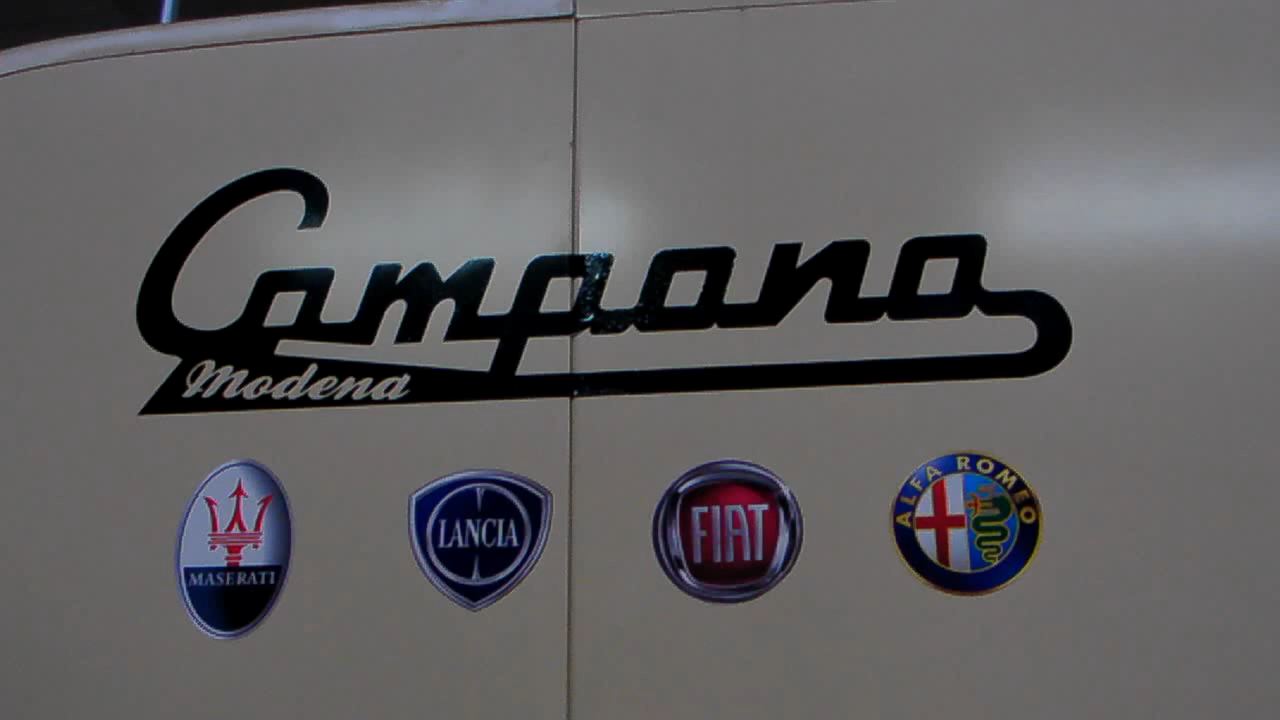 Campana
Modena
MASERATI
LANCIA
FIAT
ALFA ROMEO